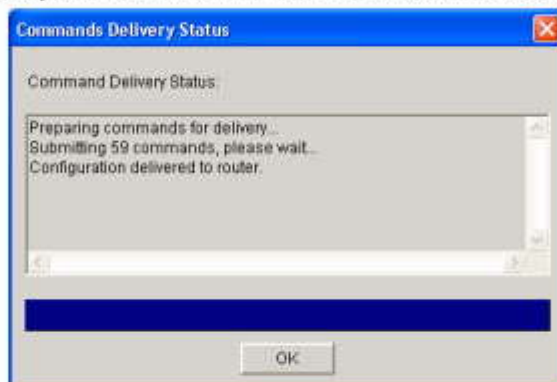 Commands Delivery Status
Command Delivery Status:
Preparing commands for delivery...
Submitting 59 commands, please wait...
Configuration delivered to router.
OK